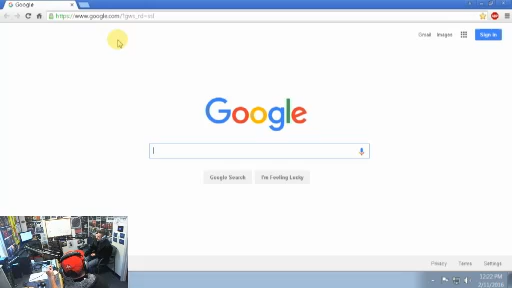 Google
https://www.google.com/?gws_rd=ssl
Gmail Images Sign in
Google
Google Search I'm Feeling Lucky
Privacy Terms Settings
12:22 PM
2/11/2016